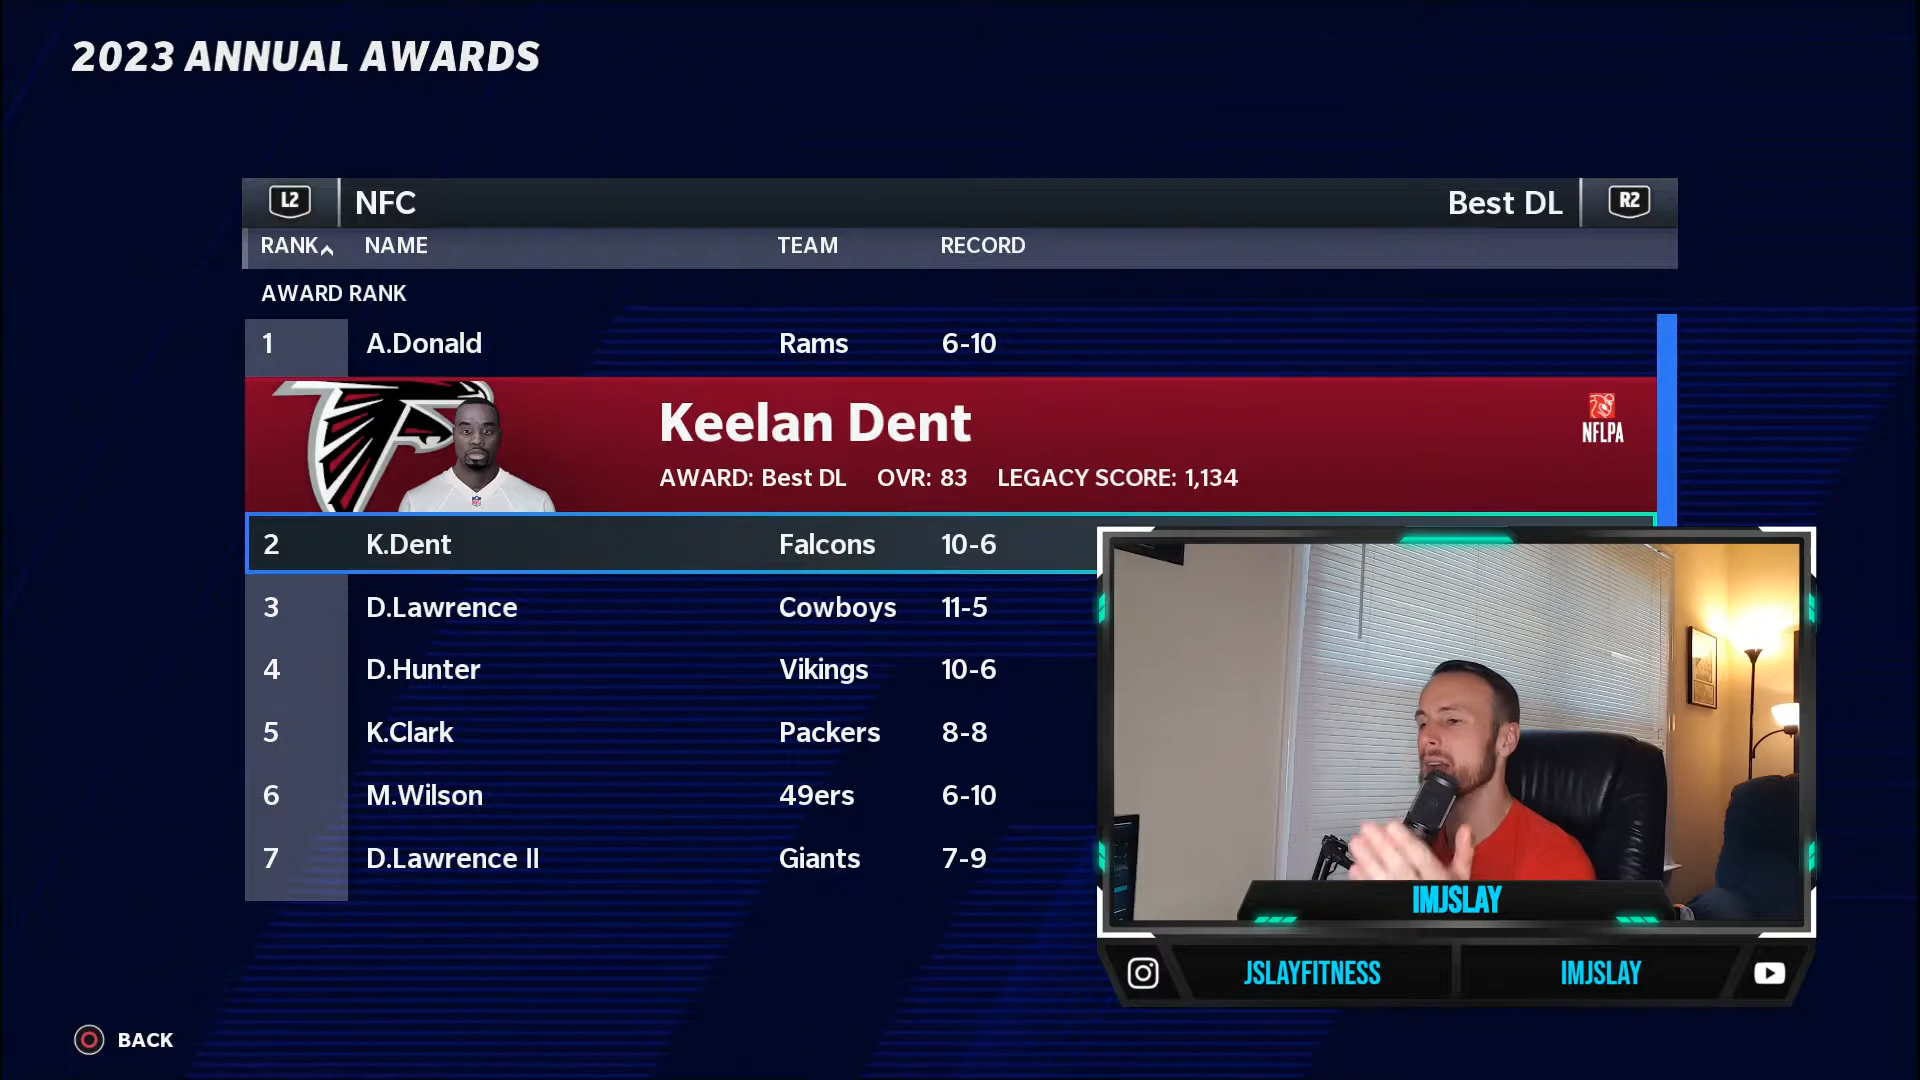 2023 ANNUAL AWARDS
L2 NFC Best DL R2
RANK NAME TEAM RECORD
AWARD RANK
1 A.Donald Rams 6-10
Keelan Dent
NFLPA
AWARD: Best DL OVR: 83 LEGACY SCORE: 1,134
2 K.Dent Falcons 10-6
3 D.Lawrence Cowboys 11-5
4 D.Hunter Vikings 10-6
5 K.Clark Packers 8-8
6 M.Wilson 49ers 6-10
7 D.Lawrence II Giants 7-9
IMJSLAY
JSLAYFITNESS IMJSLAY
BACK